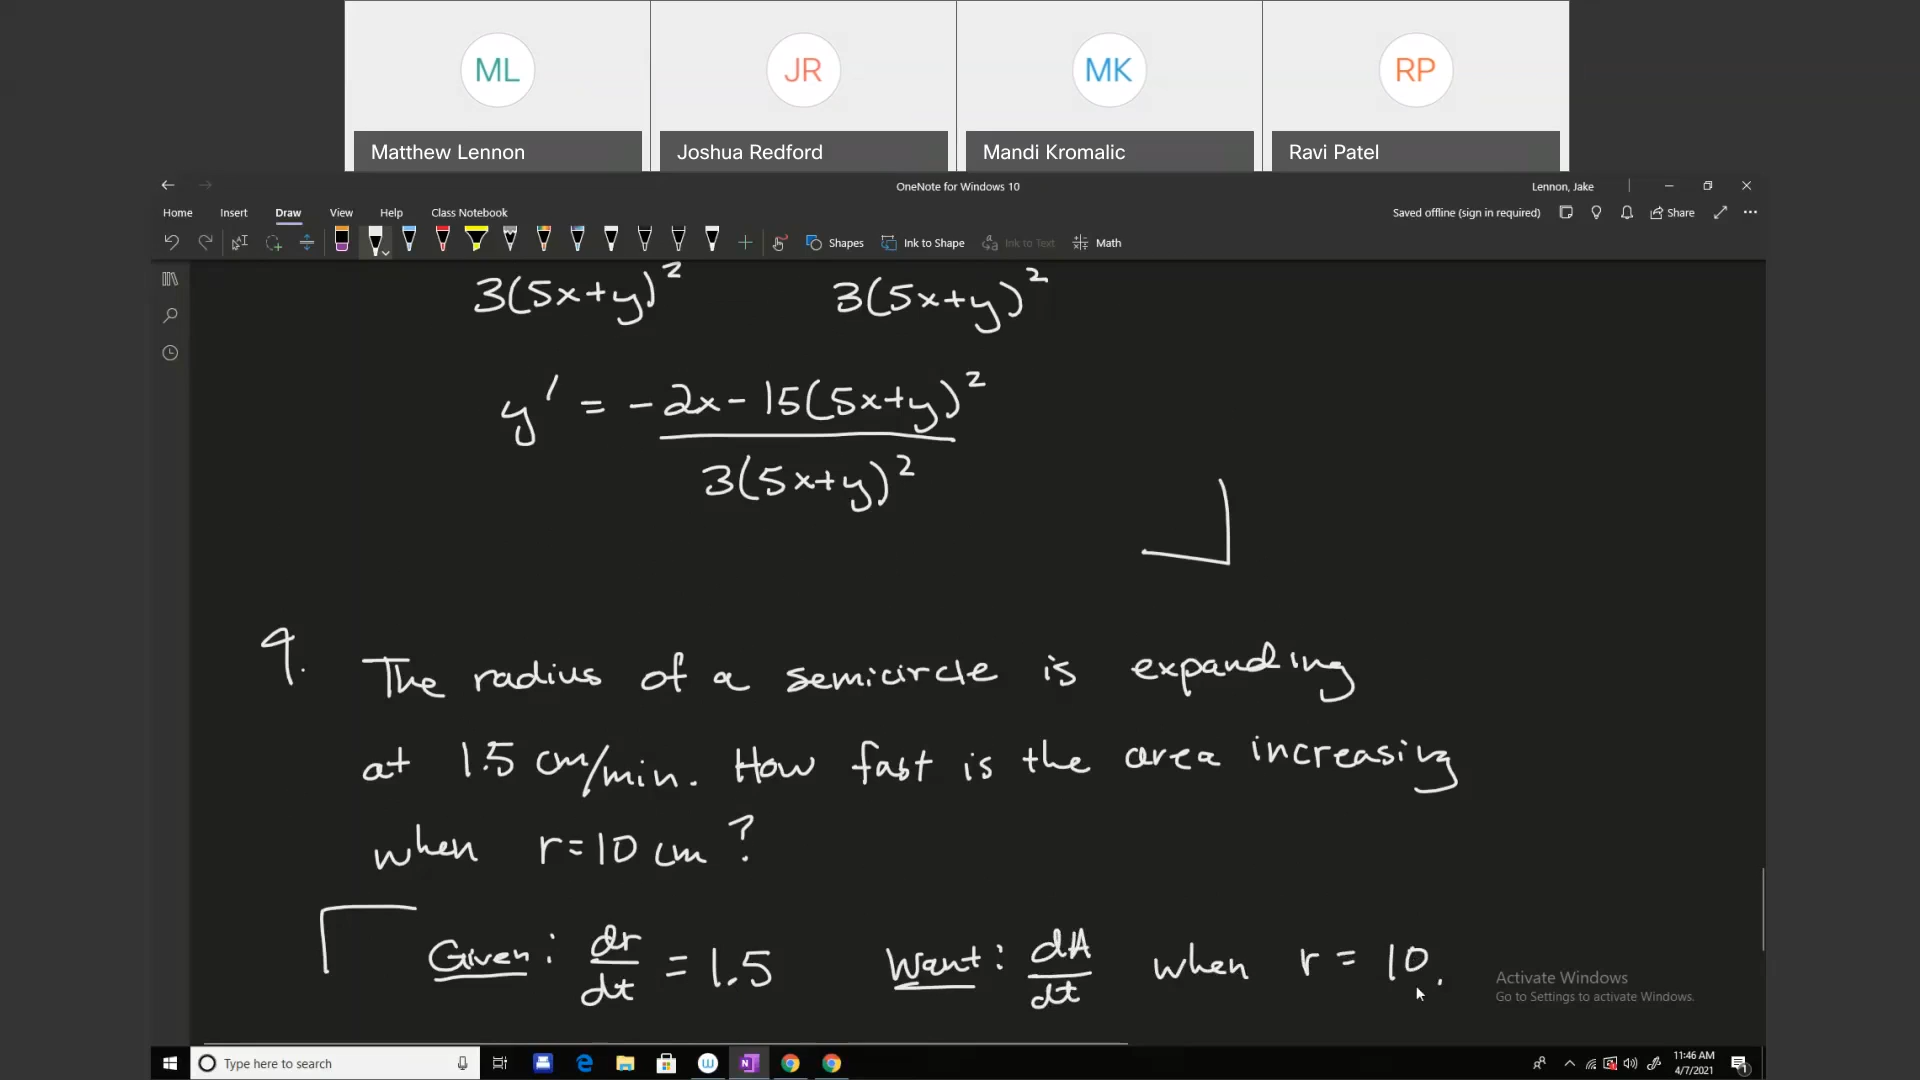 ML JR MK RP
Matthew Lennon Joshua Redford Mandi Kromalic Ravi Patel
OneNote for Windows 10 Lennon, Jake
Home Insert Draw View Help Class Notebook Saved offline (sign in required) Share
Shapes Ink to Shape Ink to Text Math
3(5x+y)² 3(5x+y)²
y' = -2x-15(5x+y)²
3(5x+y)²
9. The radius of a semicircle is expanding
at 1.5 cm/min. How fast is the area increasing
when r=10 cm ?
Given: dr/dt = 1.5 Want: dA/dt when r = 10.
Activate Windows
Go to Settings to activate Windows.
Type here to search
11:46 AM
4/7/2021